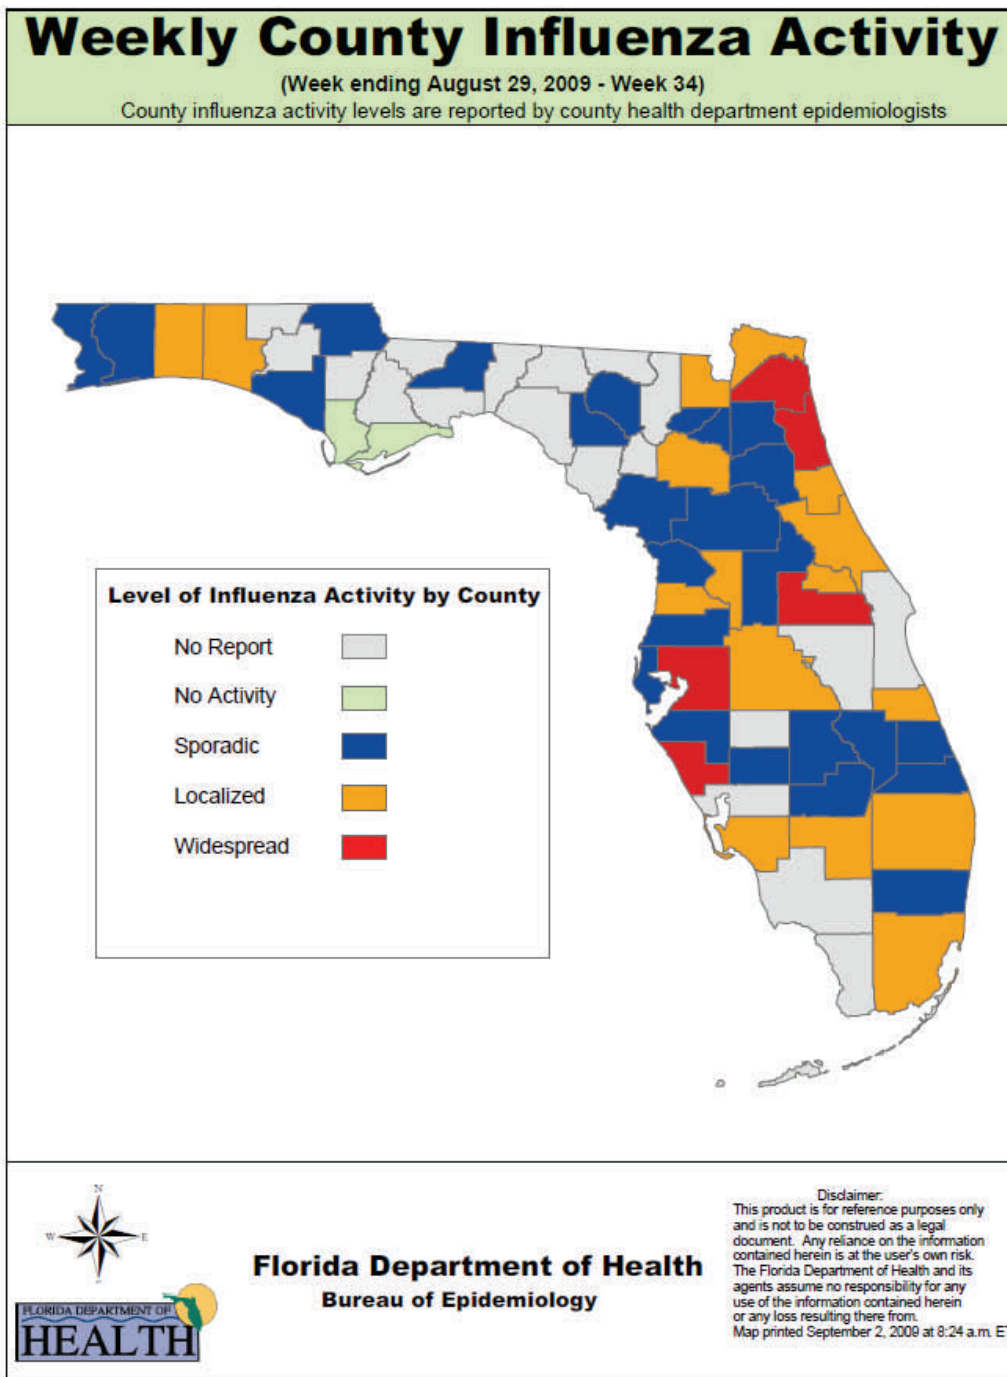 Weekly County Influenza Activity
(Week ending August 29, 2009 - Week 34)
County influenza activity levels are reported by county health department epidemiologists
Level of Influenza Activity by County
No Report
No Activity
Sporadic
Localized
Widespread
N
W
E
S
FLORIDA DEPARTMENT OF
HEALTH
Florida Department of Health
Bureau of Epidemiology
Disclaimer:
This product is for reference purposes only
and is not to be construed as a legal
document. Any reliance on the information
contained herein is at the user's own risk.
The Florida Department of Health and its
agents assume no responsibility for any
use of the information contained herein
or any loss resulting there from.
Map printed September 2, 2009 at 8:24 a.m. ET